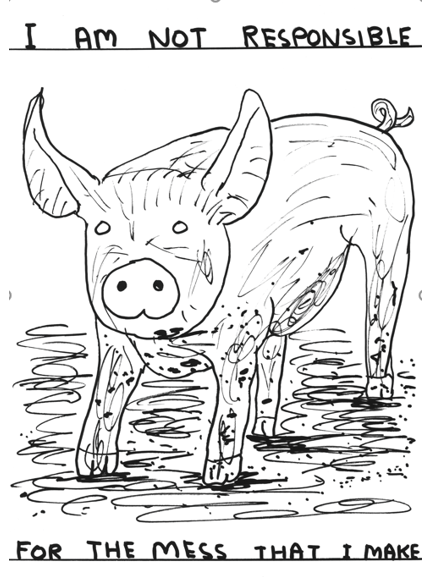 I AM NOT RESPONSIBLE
FOR THE MESS THAT I MAKE